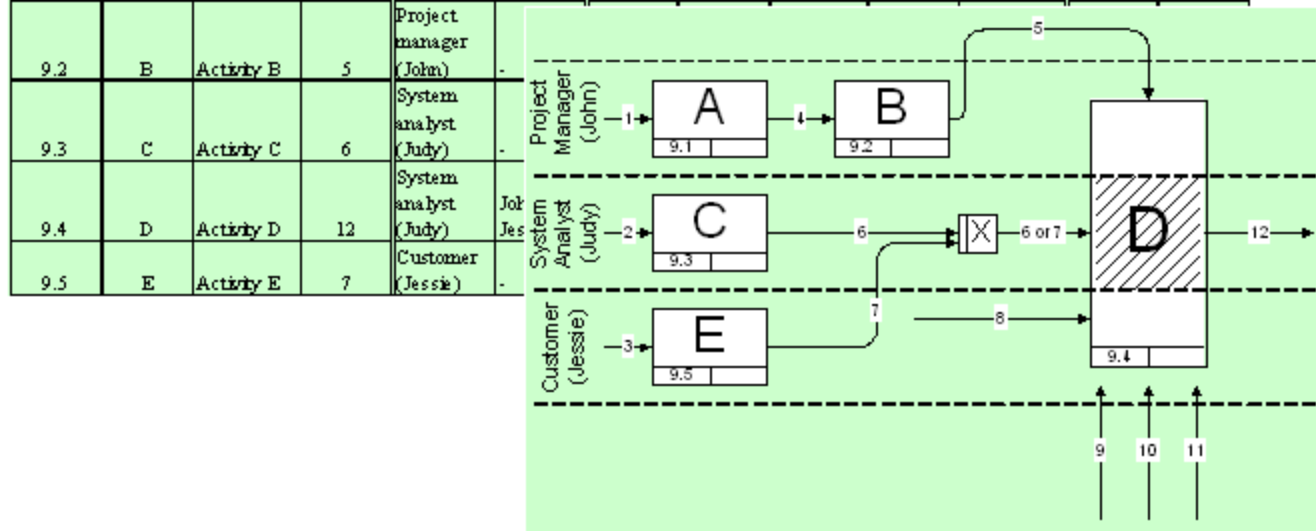 Project
manager
9.2 B Activity B 5 (John) -
System
analyst
9.3 C Activity C 6 (Judy) -
System
analyst
9.4 D Activity D 12 (Judy)
Customer
9.5 E Activity E 7 (Jessie) -
5
Project
Manager
(John)
1
A
9.1
4
B
9.2
System
Analyst
(Judy)
2
C
9.3
6
X
6 or 7
D
12
Customer
(Jessie)
3
E
9.5
7
8
9.4
9 10 11